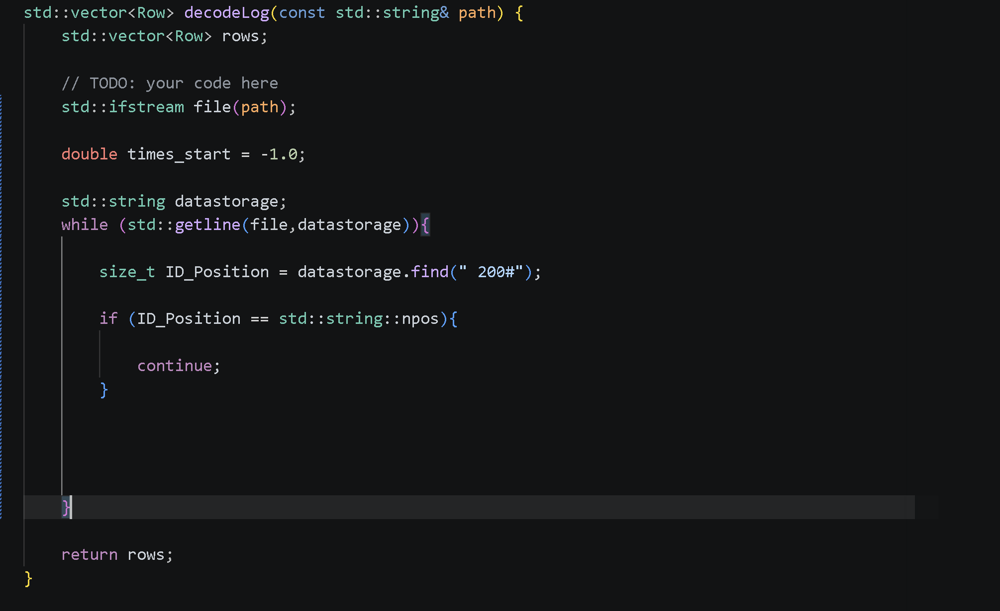 std::vector<Row> decodeLog(const std::string& path) {
    std::vector<Row> rows;
    // TODO: your code here
    std::ifstream file(path);
    double times_start = -1.0;
    std::string datastorage;
    while (std::getline(file,datastorage)){
        size_t ID_Position = datastorage.find(" 200#");
        if (ID_Position == std::string::npos){
            continue;
        }
    }
    return rows;
}